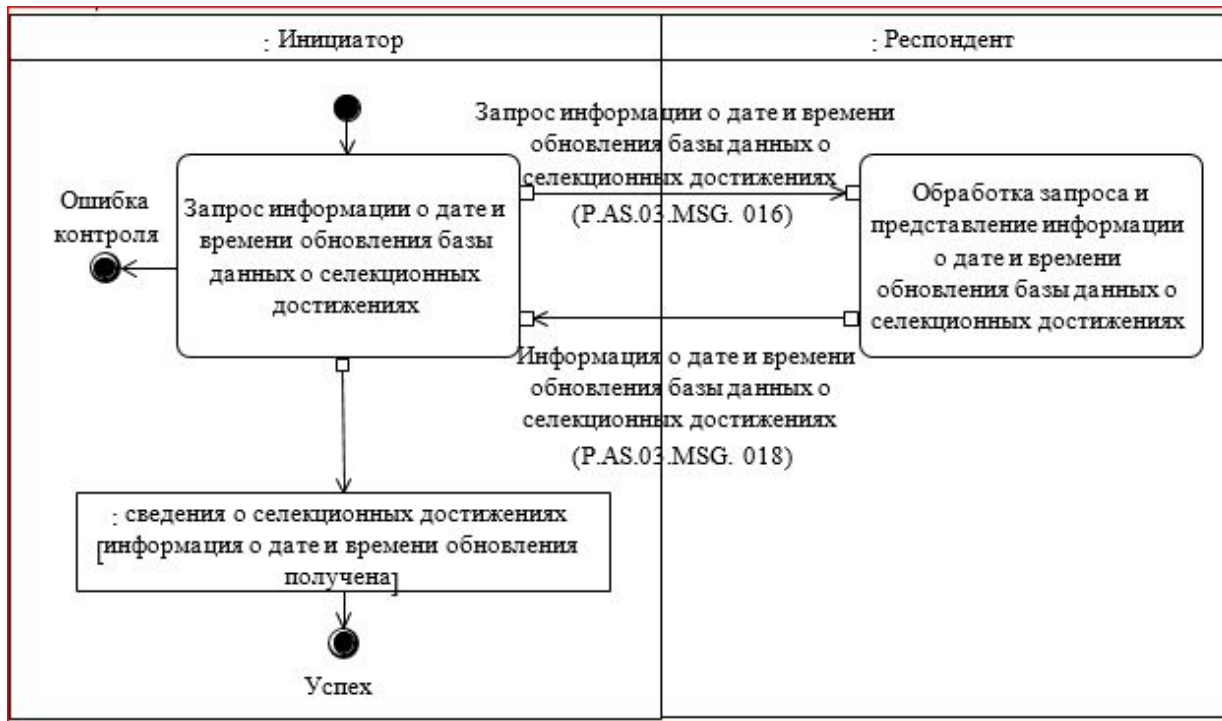 : Инициатор
: Респондент
Запрос информации о дате и времени
обновления базы данных о
селекционных достижениях
(P.AS.03.MSG. 016)
Ошибка
контроля
Запрос информации о дате и
времени обновления базы
данных о селекционных
достижениях
Обработка запроса и
представление информации
о дате и времени
обновления базы данных о
селекционных достижениях
Информация о дате и времени
обновления базы данных о
селекционных достижениях
(P.AS.03.MSG. 018)
: сведения о селекционных достижениях
[информация о дате и времени обновления
получена]
Успех